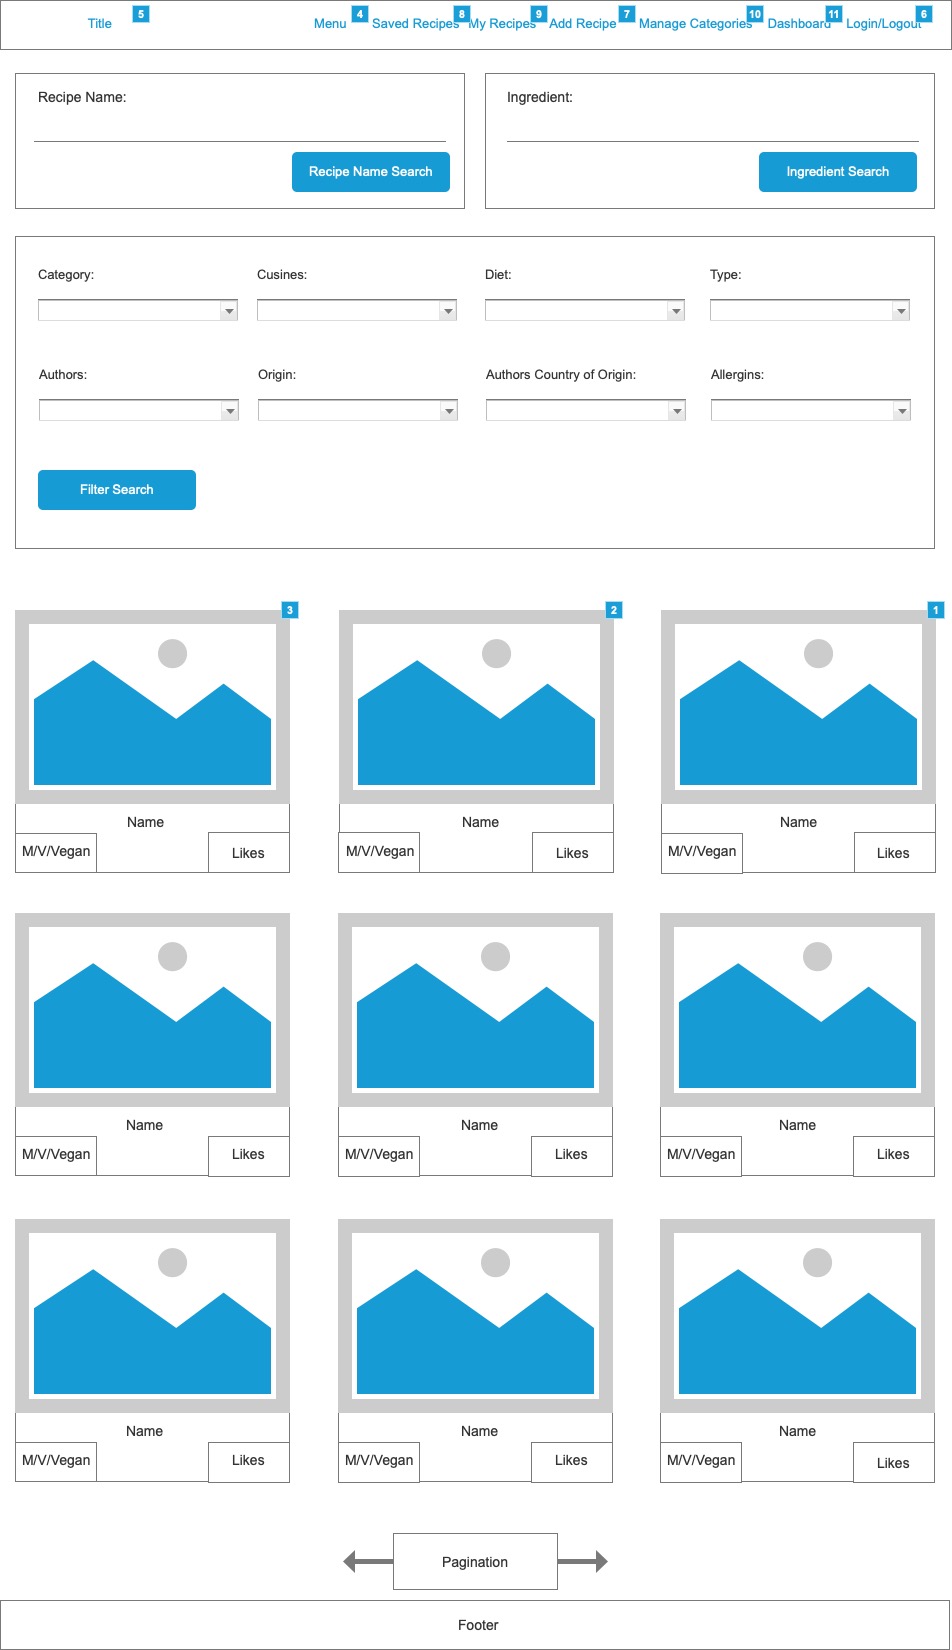 Title 5 Menu 4 Saved Recipes 8 My Recipes 9 Add Recipe 7 Manage Categories 10 Dashboard 11 Login/Logout 6
Recipe Name: Ingredient:
Recipe Name Search Ingredient Search
Category: Cusines: Diet: Type:
Authors: Origin: Authors Country of Origin: Allergins:
Filter Search
3 2 1
Name Name Name
M/V/Vegan Likes M/V/Vegan Likes M/V/Vegan Likes
Name Name Name
M/V/Vegan Likes M/V/Vegan Likes M/V/Vegan Likes
Name Name Name
M/V/Vegan Likes M/V/Vegan Likes M/V/Vegan Likes
Pagination
Footer